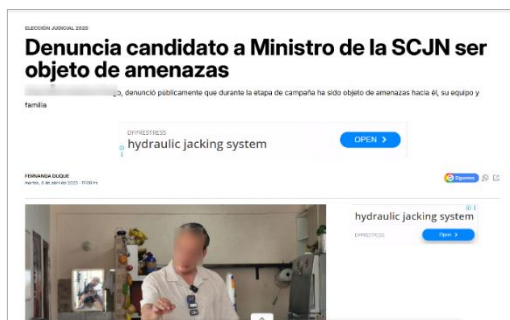 ELECCIÓN JUDICIAL 2025
Denuncia candidato a Ministro de la SCJN ser
objeto de amenazas
denunció públicamente que durante la etapa de campaña ha sido objeto de amenazas hacia él, su equipo y
familia
hydraulic jacking system
OPEN >
FERNANDA DUQUE
Síguenos
hydraulic jacking system
Open >